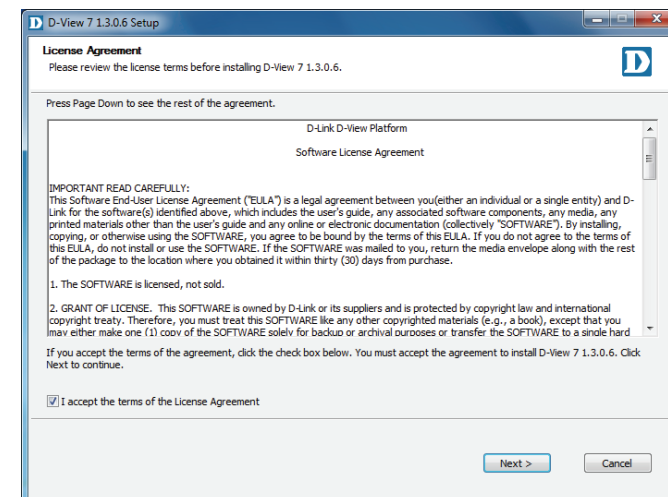 D-View 7 1.3.0.6 Setup
License Agreement
Please review the license terms before installing D-View 7 1.3.0.6.
Press Page Down to see the rest of the agreement.
D-Link D-View Platform
Software License Agreement
IMPORTANT READ CAREFULLY:
This Software End-User License Agreement ("EULA") is a legal agreement between you(either an individual or a single entity) and D-
Link for the software(s) identified above, which includes the user's guide, any associated software components, any media, any
printed materials other than the user's guide and any online or electronic documentation (collectively "SOFTWARE"). By installing,
copying, or otherwise using the SOFTWARE, you agree to be bound by the terms of this EULA. If you do not agree to the terms of
this EULA, do not install or use the SOFTWARE. If the SOFTWARE was mailed to you, return the media envelope along with the rest
of the package to the location where you obtained it within thirty (30) days from purchase.
1. The SOFTWARE is licensed, not sold.
2. GRANT OF LICENSE.  This SOFTWARE is owned by D-Link or its suppliers and is protected by copyright law and international
copyright treaty. Therefore, you must treat this SOFTWARE like any other copyrighted materials (e.g., a book), except that you
may either make one (1) copy of the SOFTWARE solely for backup or archival purposes or transfer the SOFTWARE to a single hard
If you accept the terms of the agreement, click the check box below. You must accept the agreement to install D-View 7 1.3.0.6. Click
Next to continue.
I accept the terms of the License Agreement
Next >
Cancel